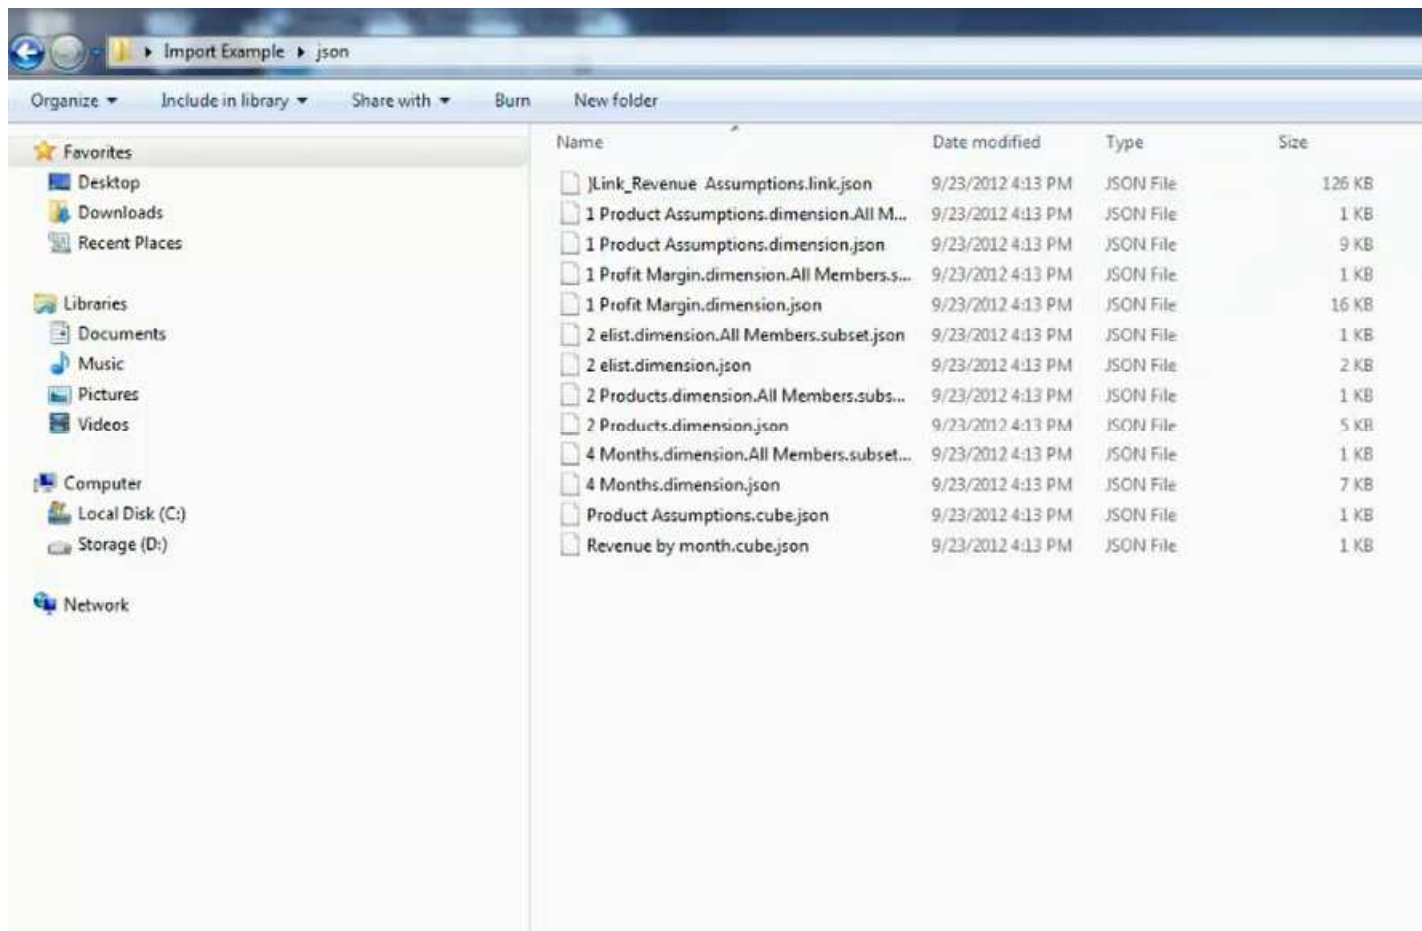 Import Example json
Organize Include in library Share with Burn New folder
Favorites
Desktop
Downloads
Recent Places
Libraries
Documents
Music
Pictures
Videos
Computer
Local Disk (C:)
Storage (D:)
Network
Name Date modified Type Size
}Link_Revenue Assumptions.link.json 9/23/2012 4:13 PM JSON File 126 KB
1 Product Assumptions.dimension.All M... 9/23/2012 4:13 PM JSON File 1 KB
1 Product Assumptions.dimension.json 9/23/2012 4:13 PM JSON File 9 KB
1 Profit Margin.dimension.All Members.s... 9/23/2012 4:13 PM JSON File 1 KB
1 Profit Margin.dimension.json 9/23/2012 4:13 PM JSON File 16 KB
2 elist.dimension.All Members.subset.json 9/23/2012 4:13 PM JSON File 1 KB
2 elist.dimension.json 9/23/2012 4:13 PM JSON File 2 KB
2 Products.dimension.All Members.subs... 9/23/2012 4:13 PM JSON File 1 KB
2 Products.dimension.json 9/23/2012 4:13 PM JSON File 5 KB
4 Months.dimension.All Members.subset... 9/23/2012 4:13 PM JSON File 1 KB
4 Months.dimension.json 9/23/2012 4:13 PM JSON File 7 KB
Product Assumptions.cube.json 9/23/2012 4:13 PM JSON File 1 KB
Revenue by month.cube.json 9/23/2012 4:13 PM JSON File 1 KB